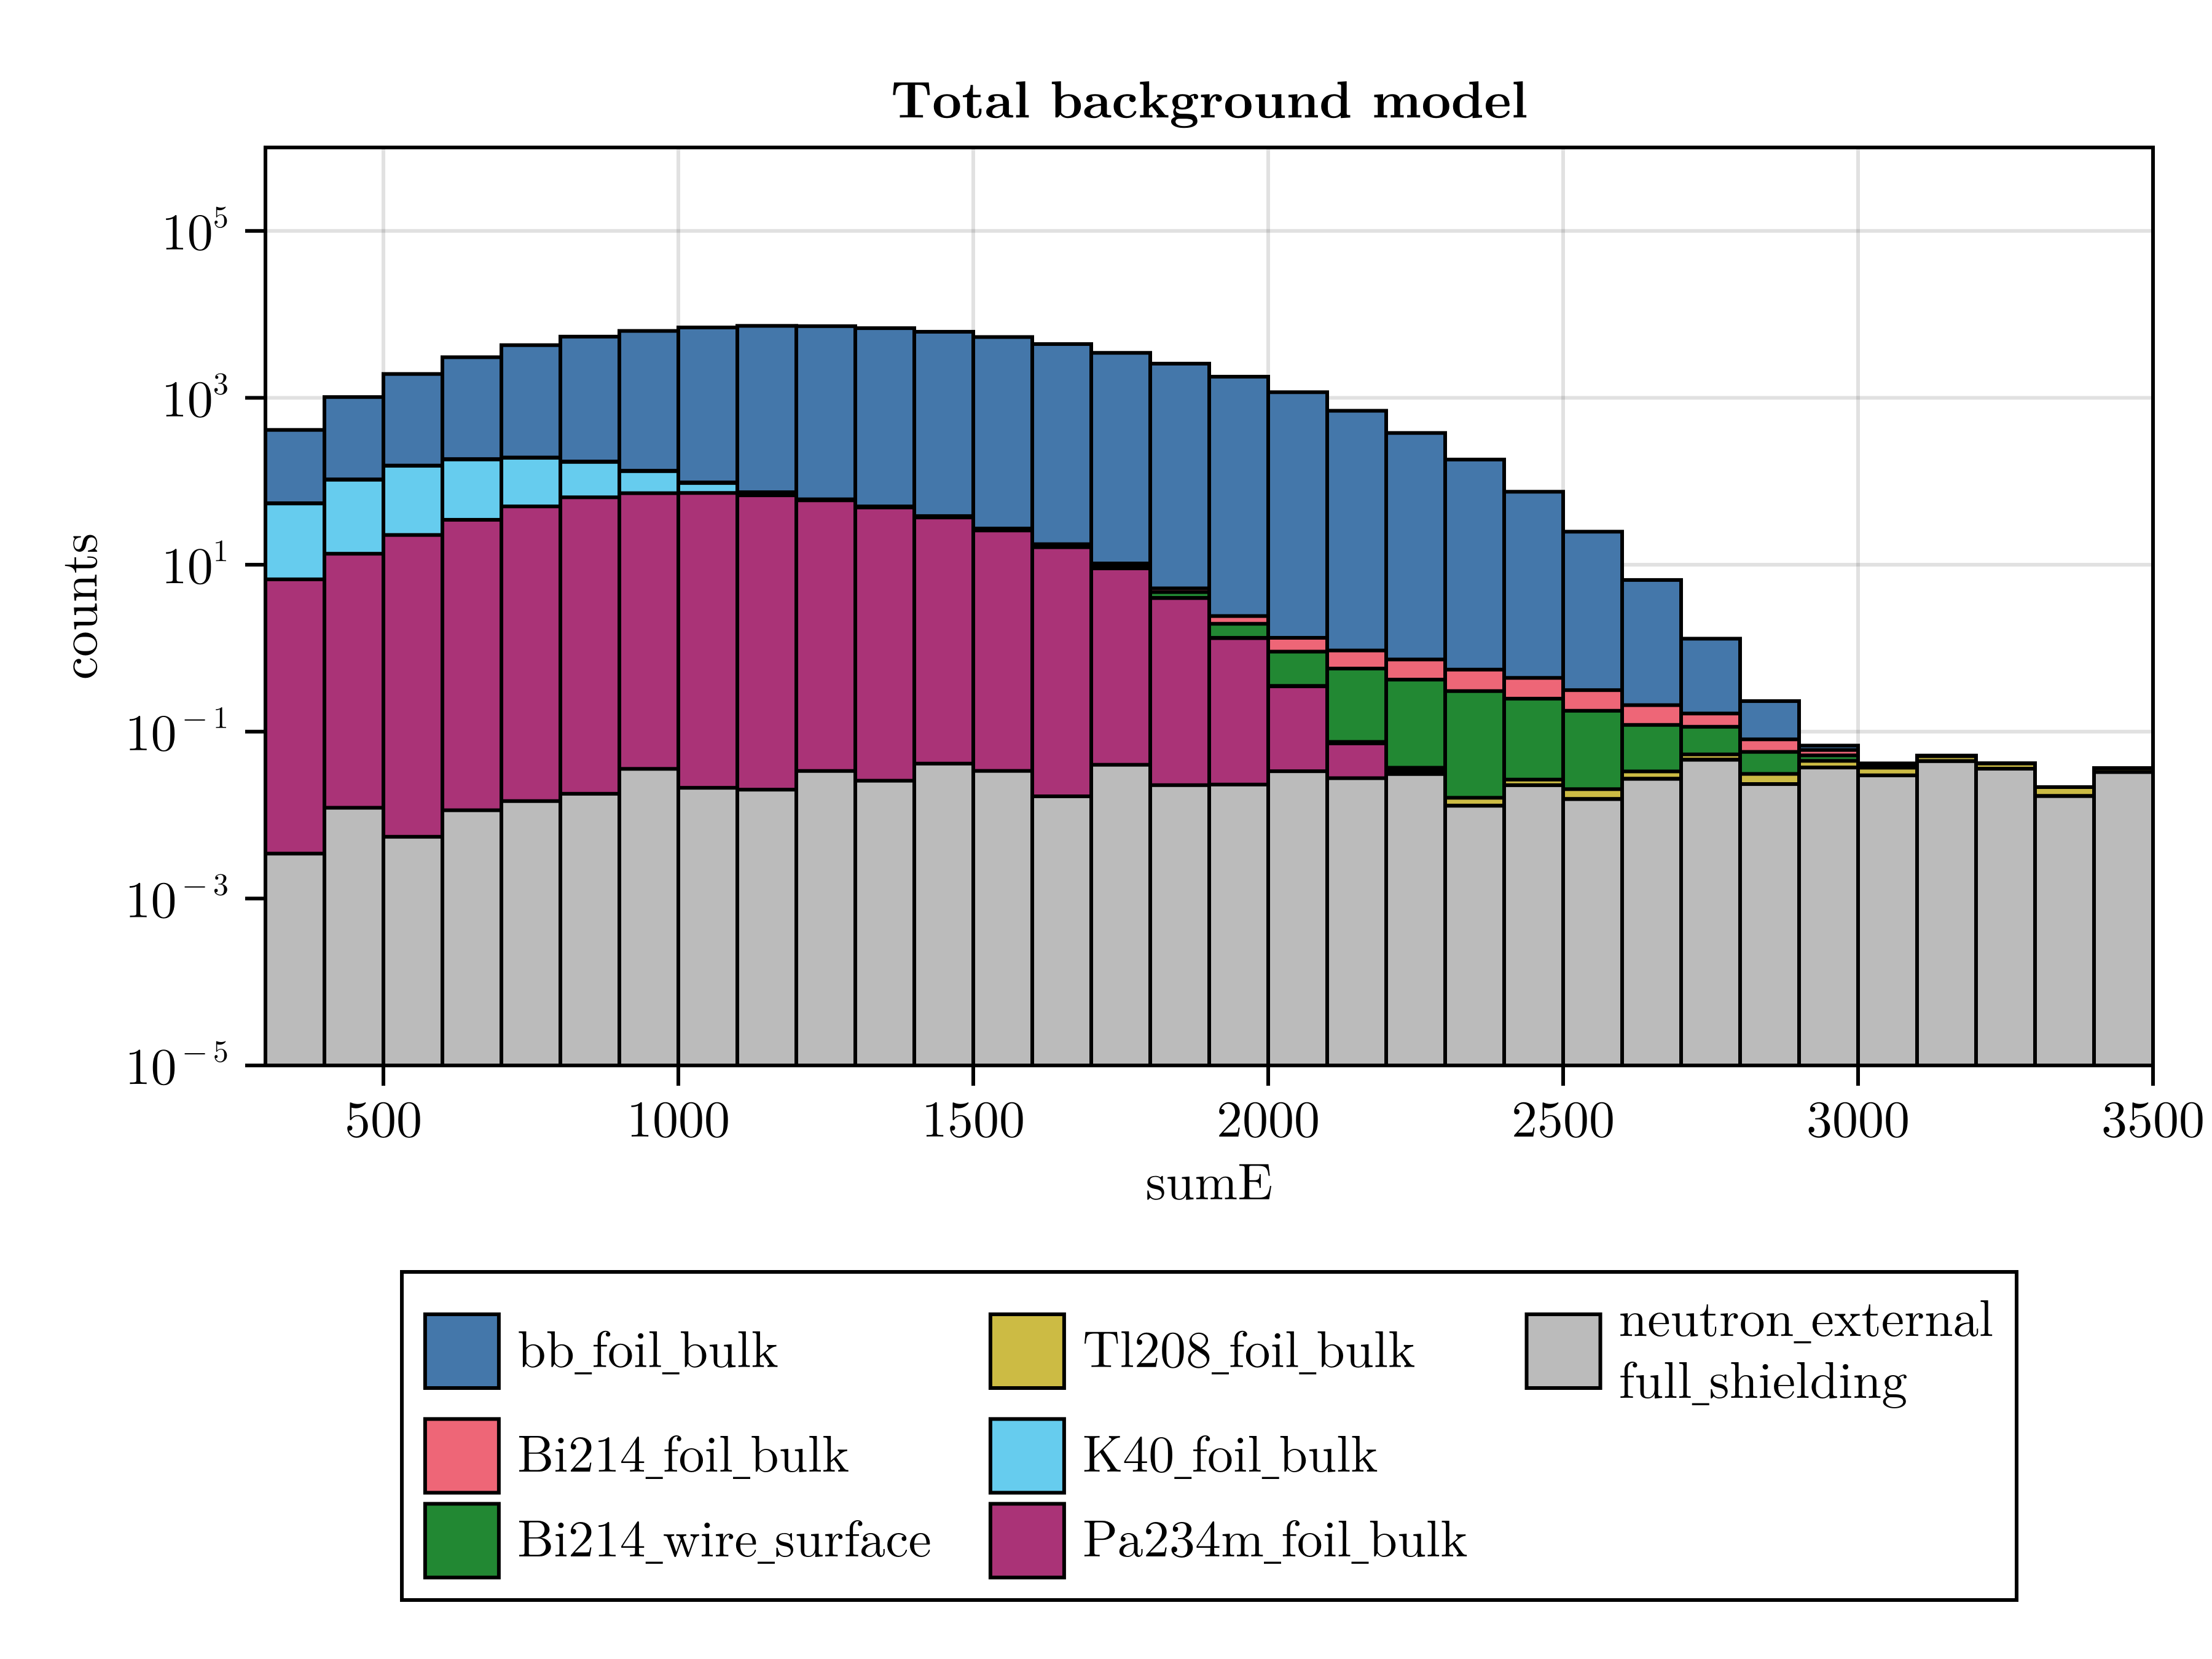 Total background model
10^5
10^3
10^1
10^−1
10^−3
10^−5
counts
500 1000 1500 2000 2500 3000 3500
sumE
bb_foil_bulk
Bi214_foil_bulk
Bi214_wire_surface
Tl208_foil_bulk
K40_foil_bulk
Pa234m_foil_bulk
neutron_external
full_shielding